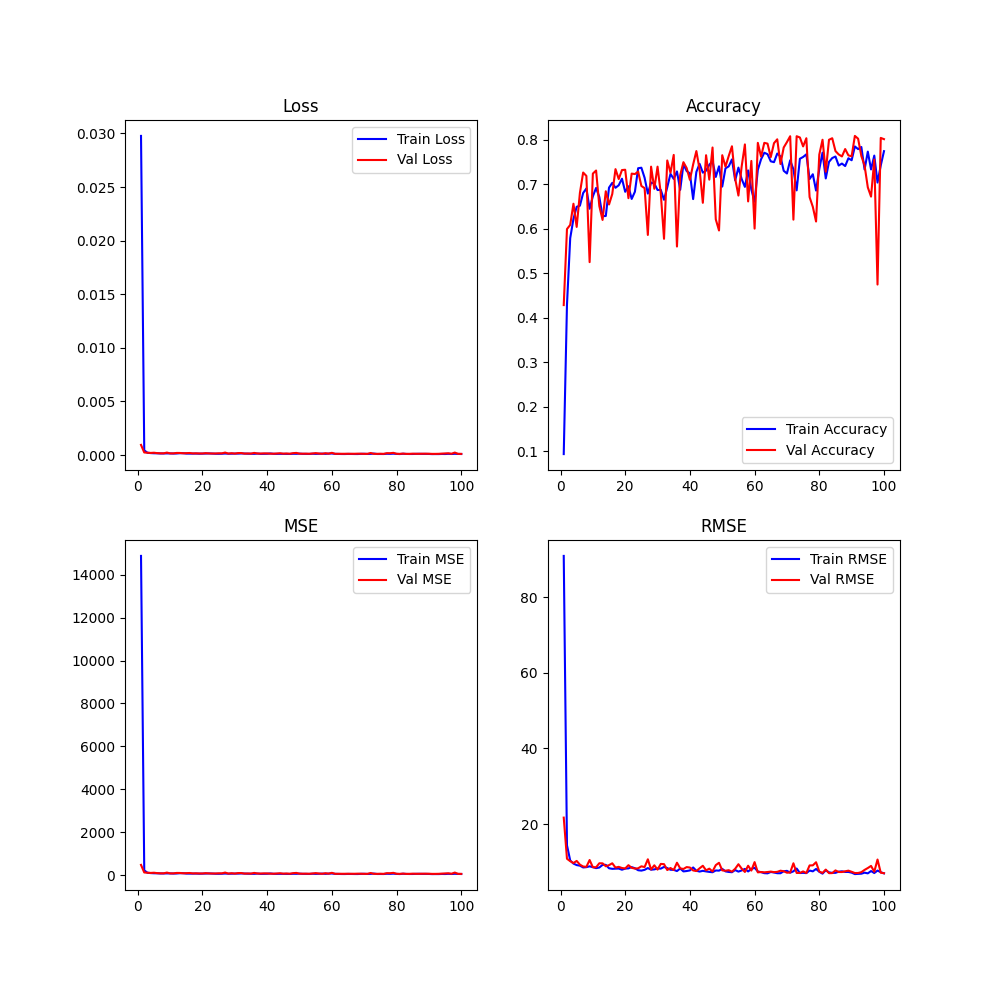 Loss
0.030
0.025
0.020
0.015
0.010
0.005
0.000
0 20 40 60 80 100
Train Loss
Val Loss
Accuracy
0.8
0.7
0.6
0.5
0.4
0.3
0.2
0.1
0 20 40 60 80 100
Train Accuracy
Val Accuracy
MSE
14000
12000
10000
8000
6000
4000
2000
0
0 20 40 60 80 100
Train MSE
Val MSE
RMSE
80
60
40
20
0 20 40 60 80 100
Train RMSE
Val RMSE